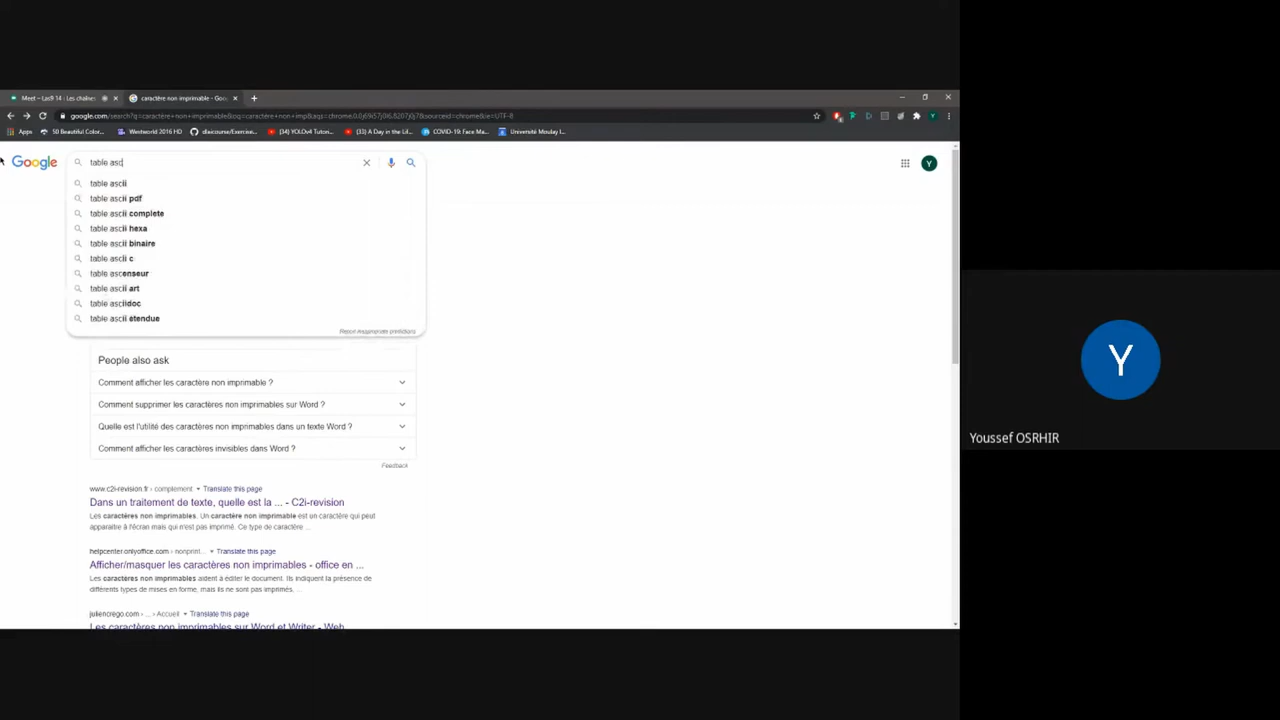 Meet – Lac9 14 : Les chaînes
caractère non imprimable - Goo
google.com/search?q=caractère+non+imprimable&oq=caractère+non+imp&aqs=chrome.0.0j69i57j0l6.8207j0j7&sourceid=chrome&ie=UTF-8
Apps
50 Beautiful Color...
Westworld 2016 HD
dleicourse/Exercise...
(34) YOLOv4 Tutori...
(33) A Day in the Lif...
COVID-19: Face Ma...
Université Moulay I...
Google
table asc
Y
table ascii
table ascii pdf
table ascii complete
table ascii hexa
table ascii binaire
table ascii c
table ascenseur
table ascii art
table asciidoc
table ascii étendue
Report inappropriate predictions
People also ask
Comment afficher les caractère non imprimable ?
Comment supprimer les caractères non imprimables sur Word ?
Quelle est l'utilité des caractères non imprimables dans un texte Word ?
Comment afficher les caractères invisibles dans Word ?
Feedback
www.c2i-revision.fr › complement Translate this page
Dans un traitement de texte, quelle est la ... - C2i-revision
Les caractères non imprimables. Un caractère non imprimable est un caractère qui peut
apparaitre à l'écran mais qui n'est pas imprimé. Ce type de caractère ...
helpcenter.onlyoffice.com › nonprint... Translate this page
Afficher/masquer les caractères non imprimables - office en ...
Les caractères non imprimables aident à éditer le document. Ils indiquent la présence de
différents types de mises en forme, mais ils ne sont pas imprimés, ...
juliencrego.com › ... › Accueil Translate this page
Les caractères non imprimables sur Word et Writer - Web
Y
Youssef OSRHIR